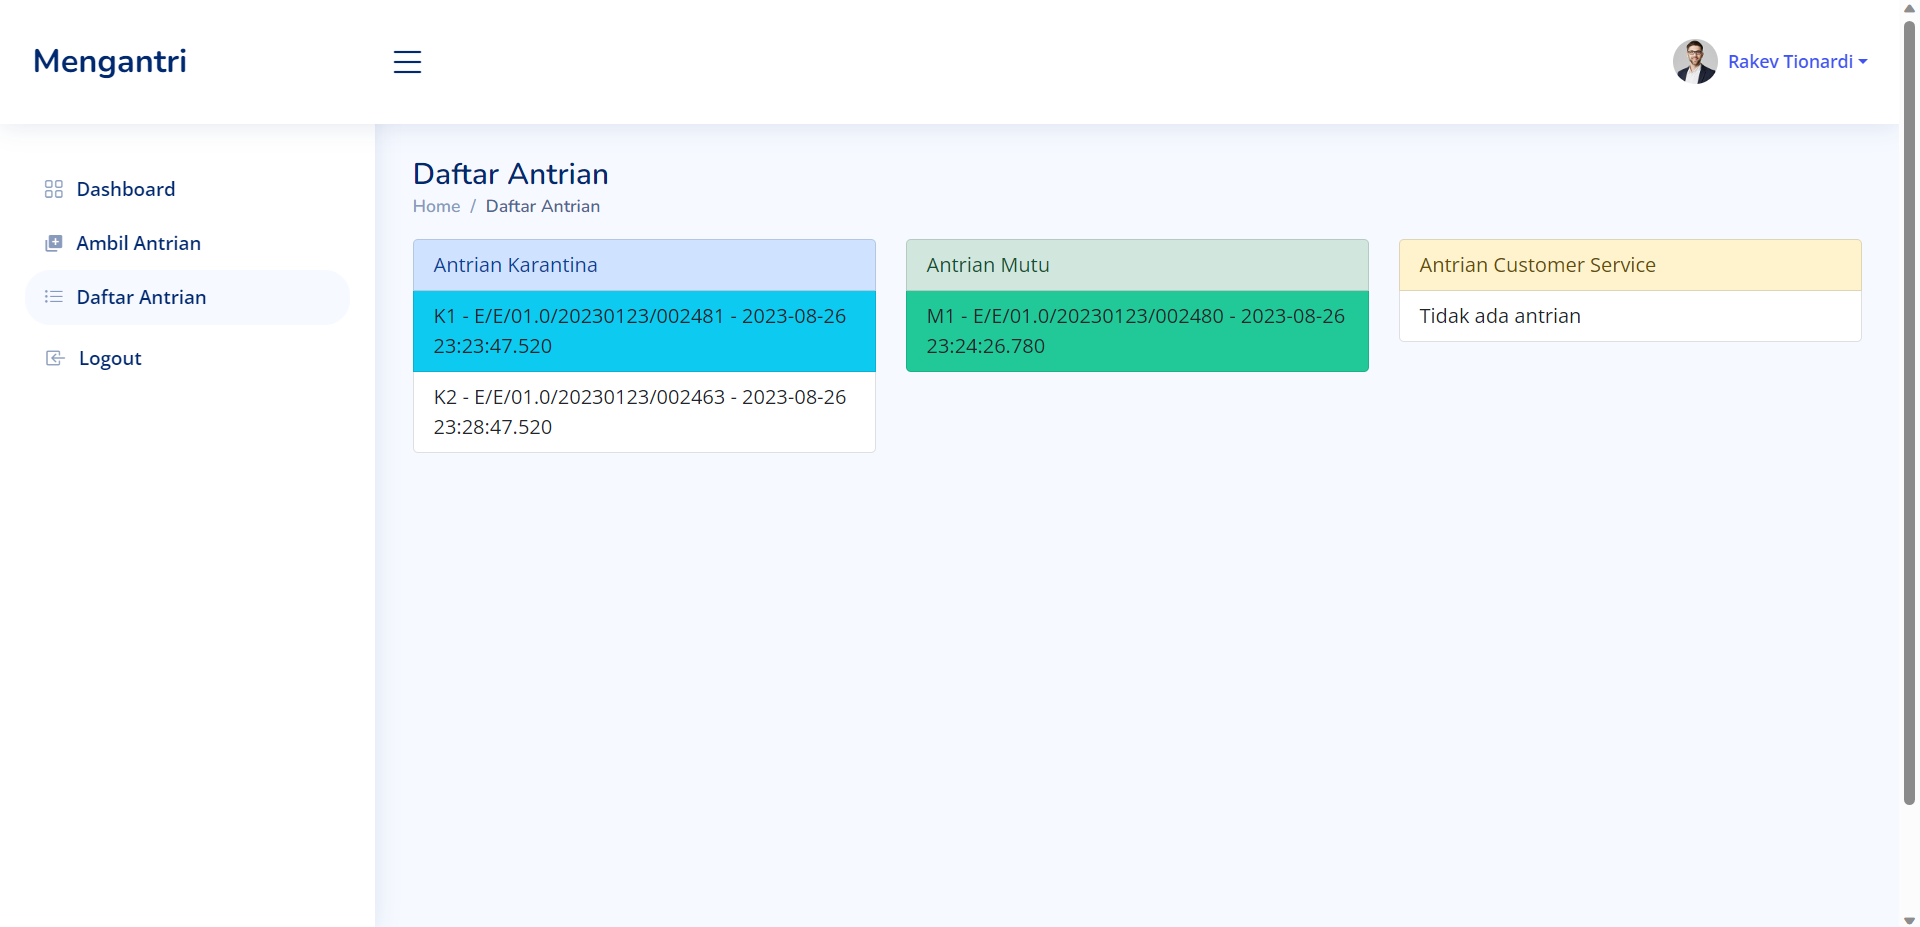 Mengantri
Rakev Tionardi
Dashboard
Ambil Antrian
Daftar Antrian
Logout
Daftar Antrian
Home / Daftar Antrian
Antrian Karantina
K1 - E/E/01.0/20230123/002481 - 2023-08-26
23:23:47.520
K2 - E/E/01.0/20230123/002463 - 2023-08-26
23:28:47.520
Antrian Mutu
M1 - E/E/01.0/20230123/002480 - 2023-08-26
23:24:26.780
Antrian Customer Service
Tidak ada antrian